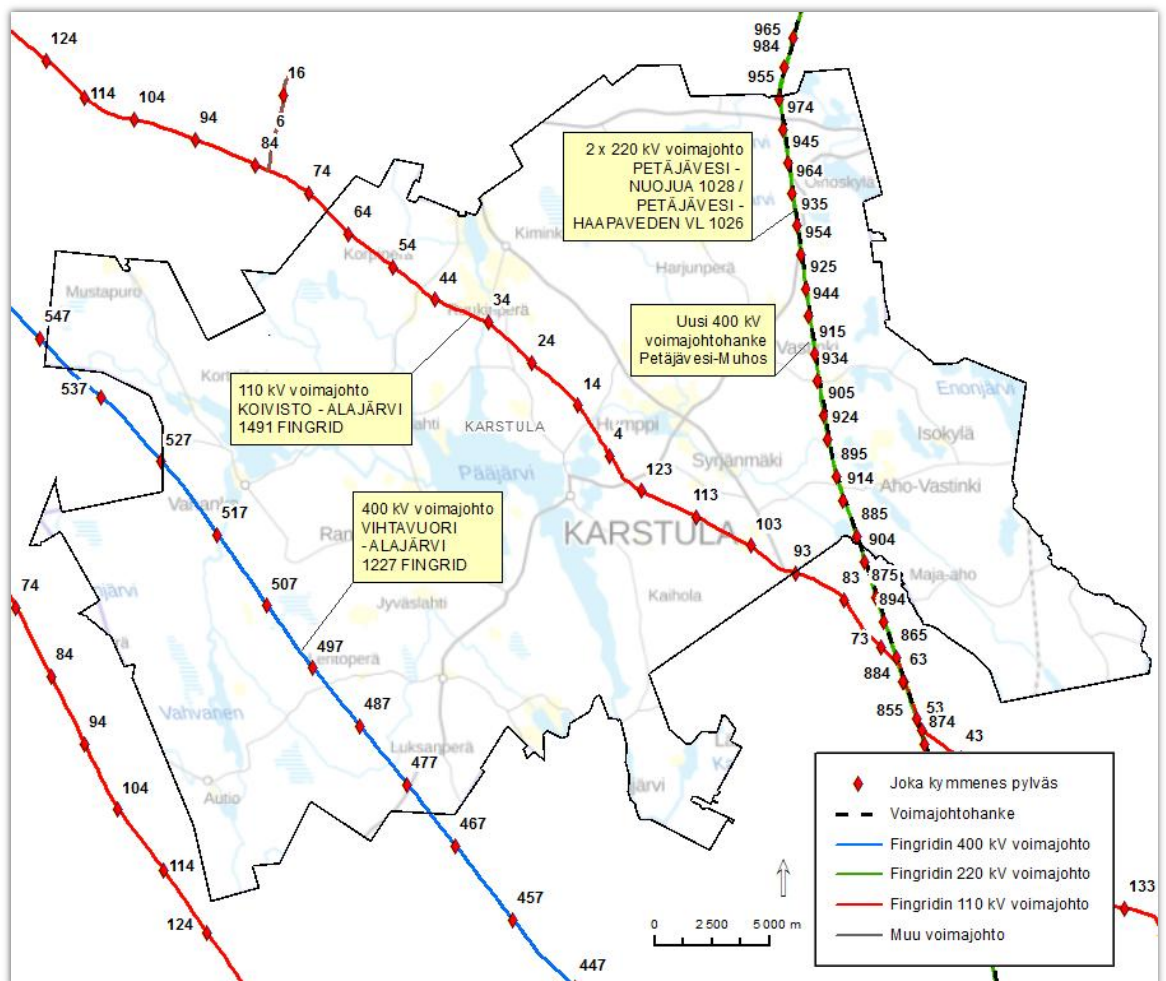 124
114
104
94
16
6
84
74
64
54
44
34
24
14
4
123
113
103
93
83
73
63
53
43
133
965
984
955
974
945
964
935
954
925
944
915
934
905
924
895
914
885
904
875
894
865
884
855
874
547
537
527
517
507
497
487
477
467
457
447
74
84
94
104
114
124
2 x 220 kV voimajohto
PETÄJÄVESI -
NUOJUA 1028 /
PETÄJÄVESI -
HAAPAVEDEN VL 1026
Uusi 400 kV
voimajohtohanke
Petäjävesi-Muhos
110 kV voimajohto
KOIVISTO - ALAJÄRVI
1491 FINGRID
400 kV voimajohto
VIHTAVUORI
-ALAJÄRVI
1227 FINGRID
Mustapuro
Korpiperä
Harjunperä
Oinoskylä
Vastinki
Enonjärvi
Isokylä
Aho-Vastinki
Maja-aho
Humppi
Syrjänmäki
KARSTULA
Pääjärvi
KARSTULA
Kaihola
Jyväslahti
Vahvanen
Luksanperä
Autio
Joka kymmenes pylväs
Voimajohtohanke
Fingridin 400 kV voimajohto
Fingridin 220 kV voimajohto
Fingridin 110 kV voimajohto
Muu voimajohto
0 2 500 5 000 m